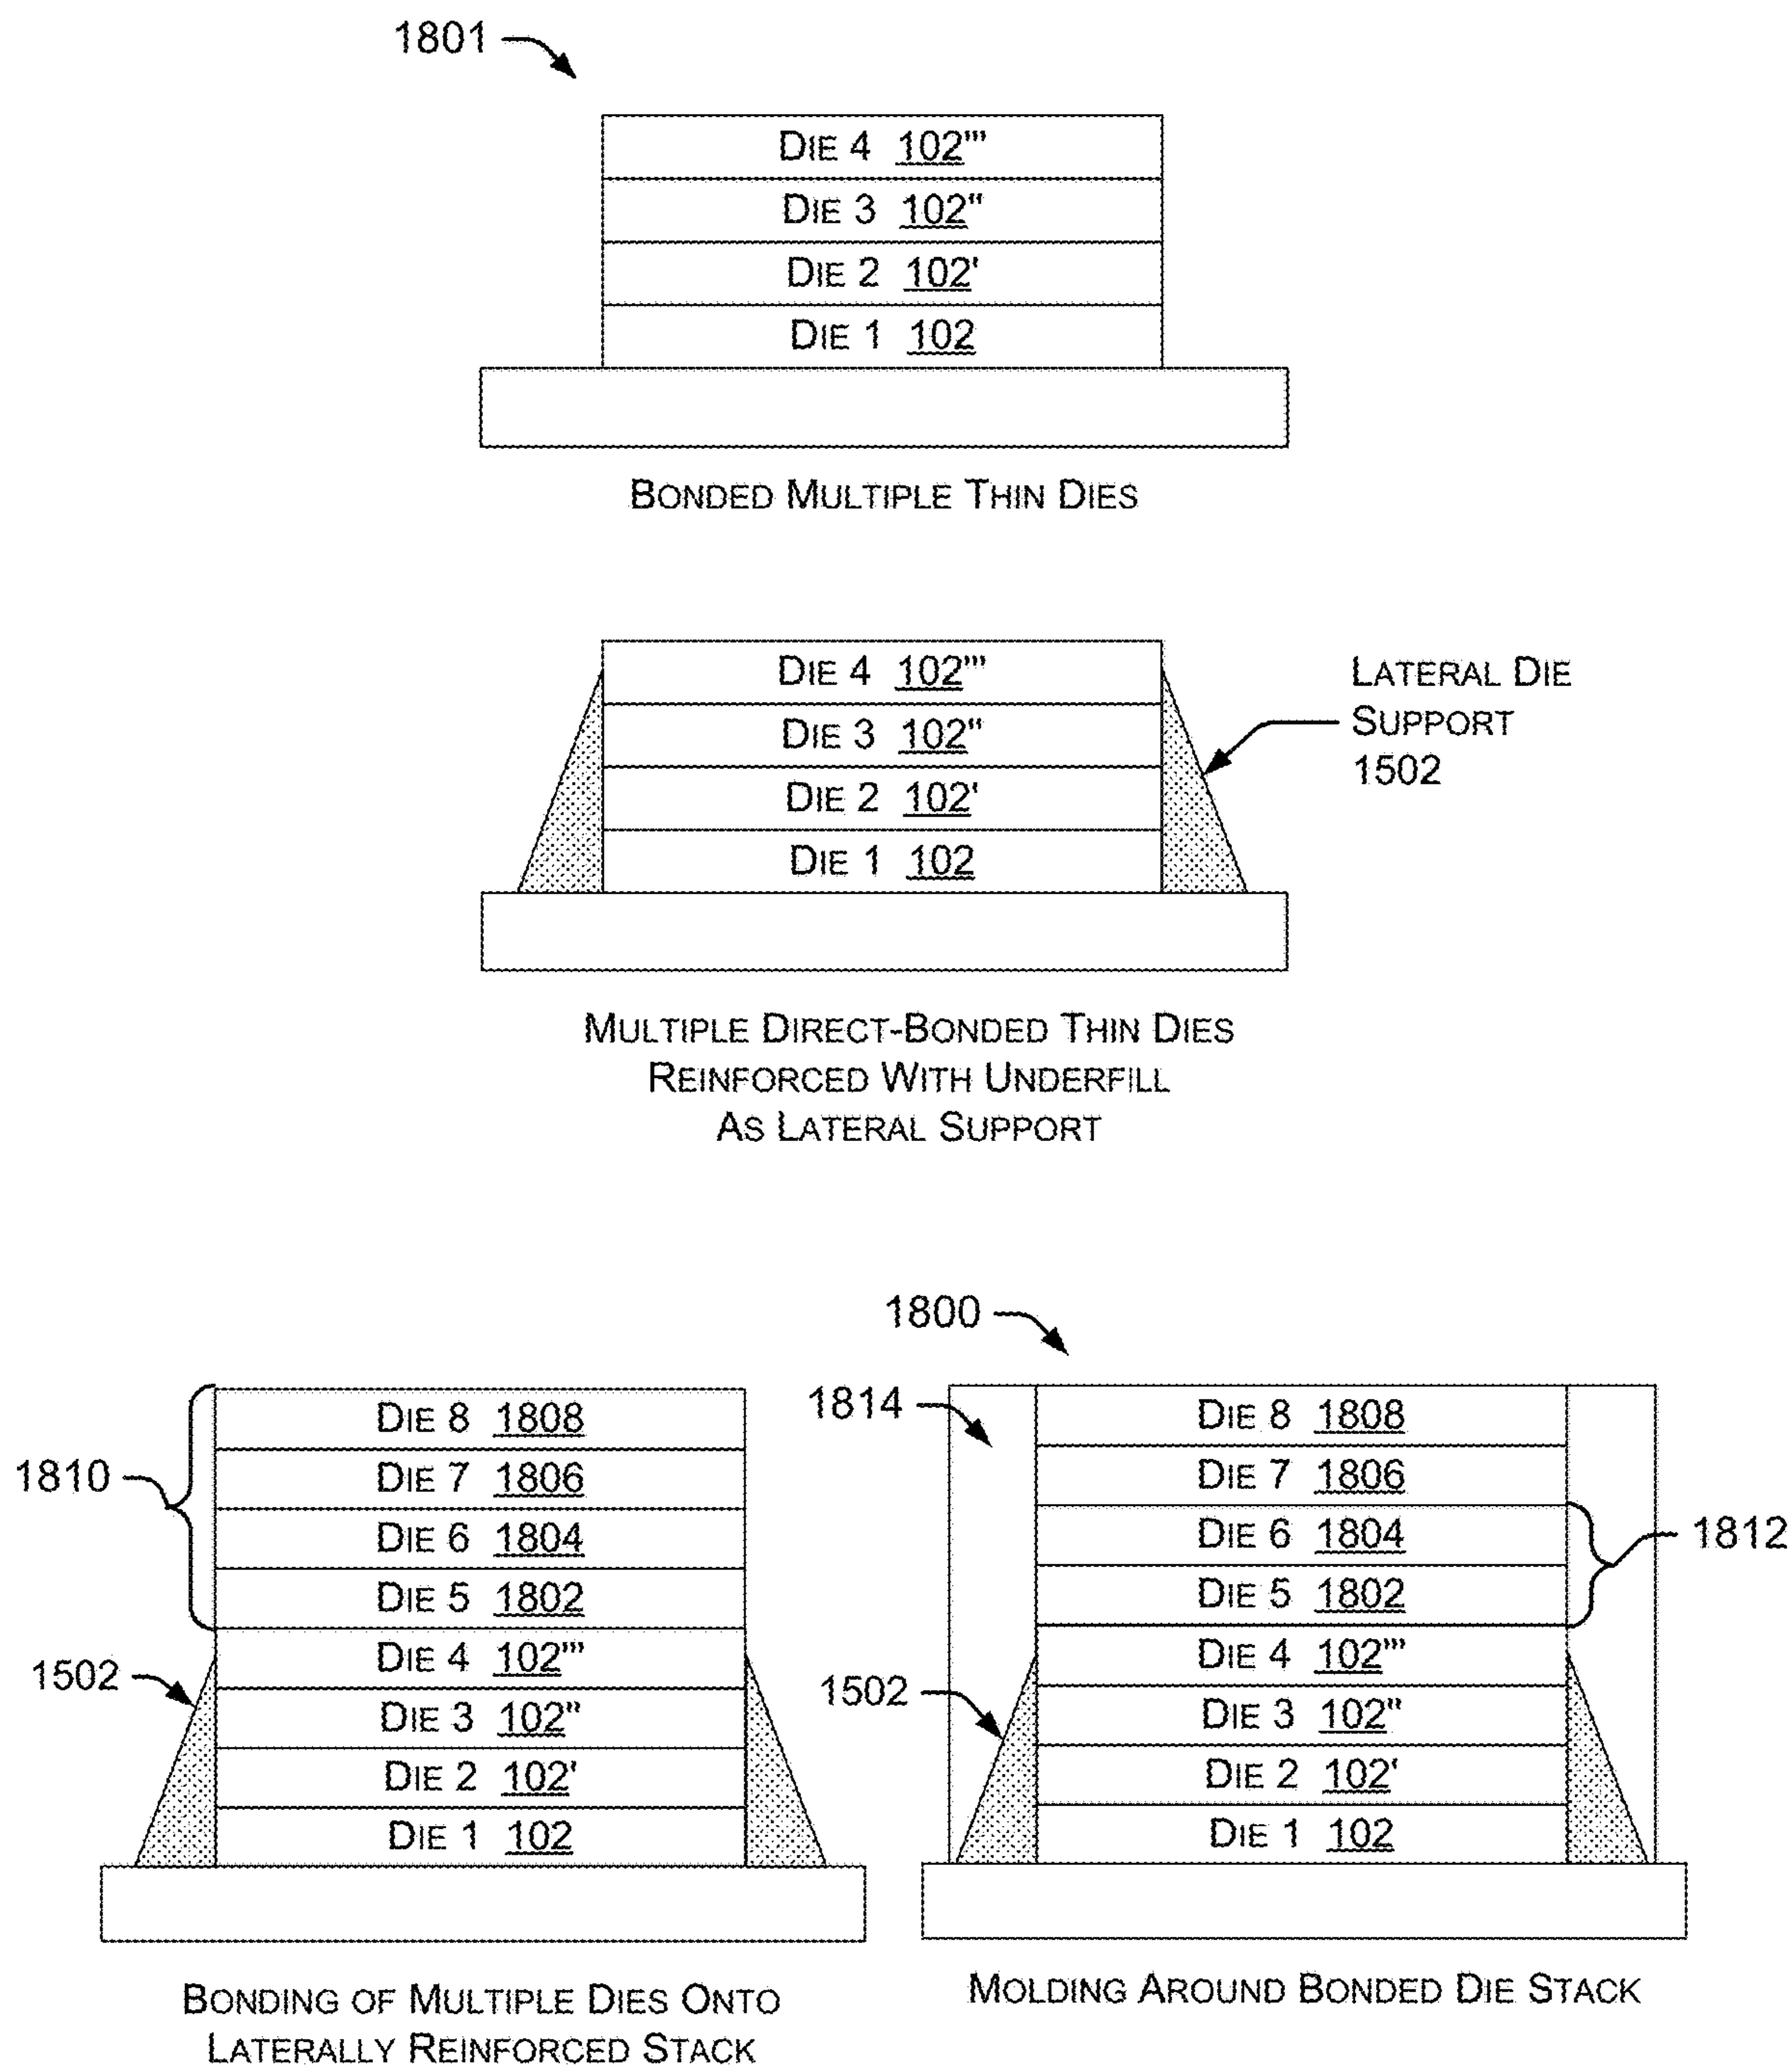 1801
DIE 4 102'''
DIE 3 102''
DIE 2 102'
DIE 1 102
BONDED MULTIPLE THIN DIES
DIE 4 102'''
DIE 3 102''
DIE 2 102'
DIE 1 102
LATERAL DIE
SUPPORT
1502
MULTIPLE DIRECT-BONDED THIN DIES
REINFORCED WITH UNDERFILL
AS LATERAL SUPPORT
1810
1502
DIE 8 1808
DIE 7 1806
DIE 6 1804
DIE 5 1802
DIE 4 102'''
DIE 3 102''
DIE 2 102'
DIE 1 102
BONDING OF MULTIPLE DIES ONTO
LATERALLY REINFORCED STACK
1800
1814
1502
DIE 8 1808
DIE 7 1806
DIE 6 1804
DIE 5 1802
DIE 4 102'''
DIE 3 102''
DIE 2 102'
DIE 1 102
1812
MOLDING AROUND BONDED DIE STACK